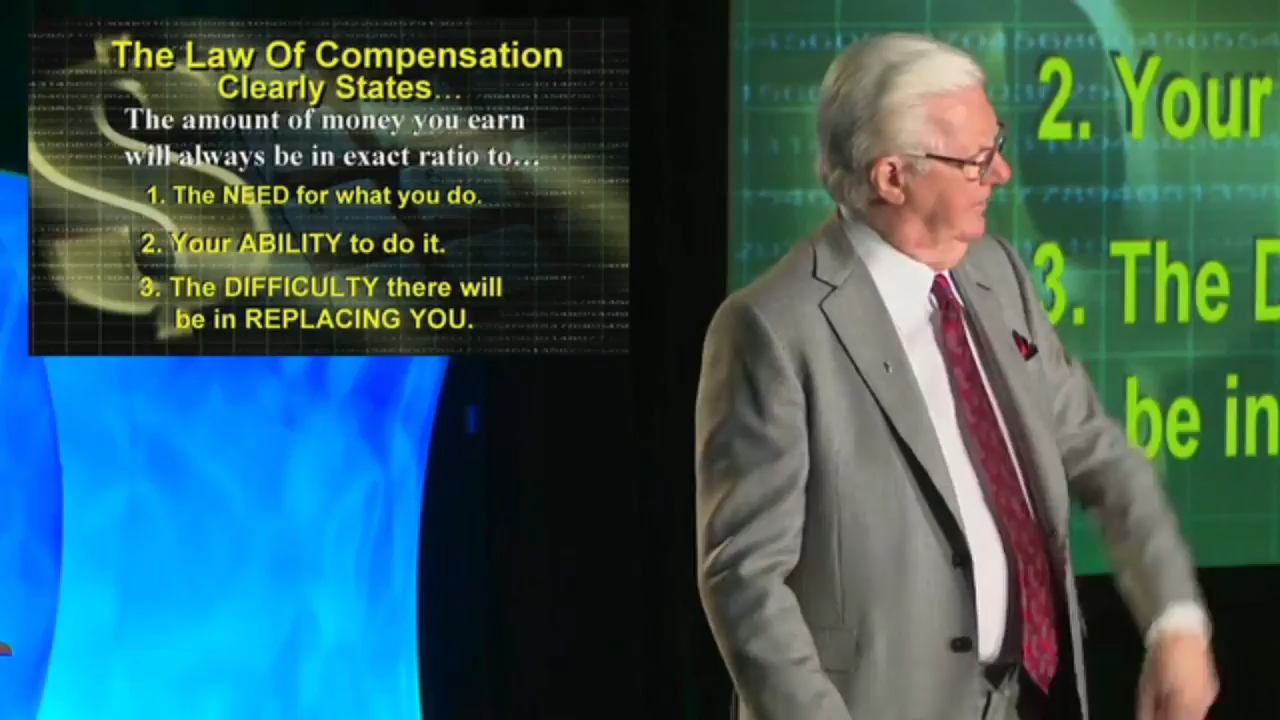 The Law Of Compensation
Clearly States...
The amount of money you earn
will always be in exact ratio to...
1. The NEED for what you do.
2. Your ABILITY to do it.
3. The DIFFICULTY there will
be in REPLACING YOU.
2. Your
3. The D
be in